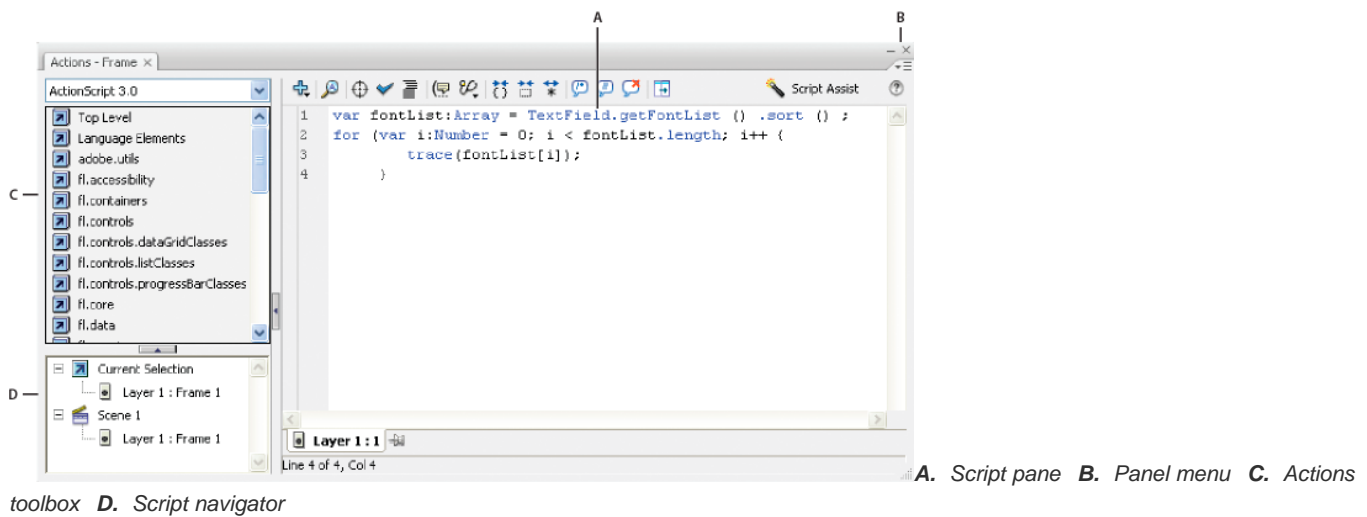 A
B
Actions - Frame
ActionScript 3.0
Script Assist
Top Level
Language Elements
adobe.utils
fl.accessibility
fl.containers
fl.controls
fl.controls.dataGridClasses
fl.controls.listClasses
fl.controls.progressBarClasses
fl.core
fl.data
C
1 var fontList:Array = TextField.getFontList () .sort () ;
2 for (var i:Number = 0; i < fontList.length; i++ {
3 trace(fontList[i]);
4 }
D
Current Selection
Layer 1 : Frame 1
Scene 1
Layer 1 : Frame 1
Layer 1 : 1
Line 4 of 4, Col 4
A. Script pane B. Panel menu C. Actions
toolbox D. Script navigator